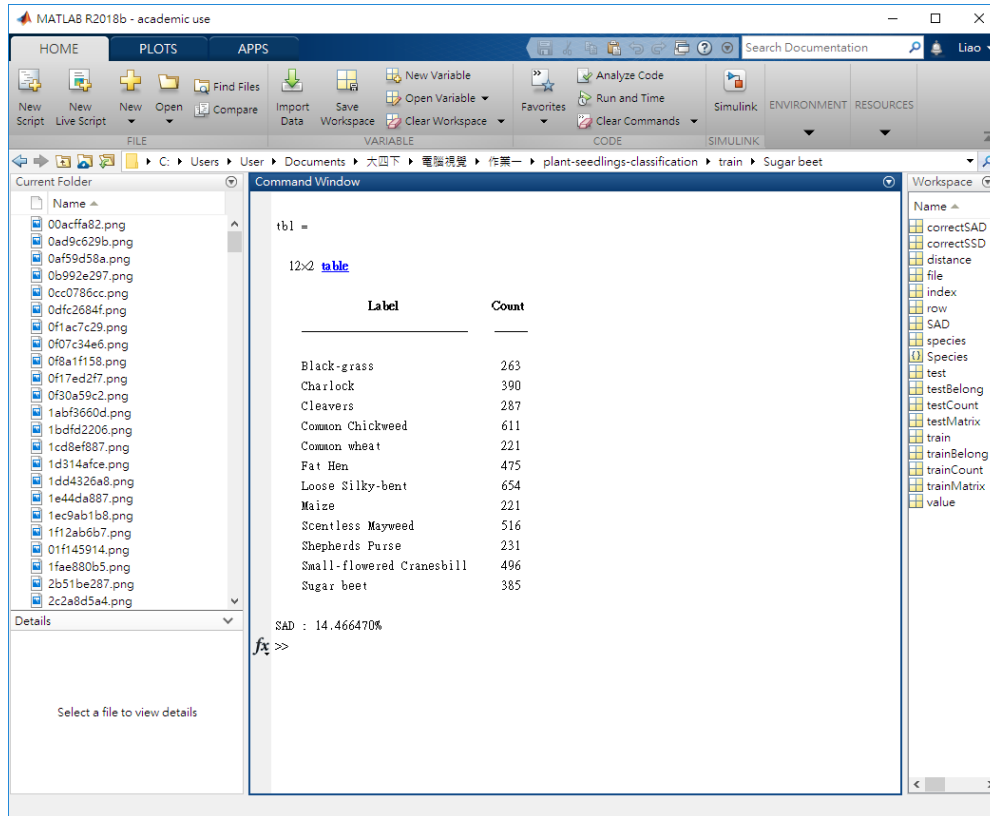 MATLAB R2018b - academic use
HOME PLOTS APPS
Search Documentation
Liao
New Script
New Live Script
New
Open
Find Files
Compare
FILE
Import Data
Save Workspace
New Variable
Open Variable
Clear Workspace
VARIABLE
Favorites
Analyze Code
Run and Time
Clear Commands
CODE
Simulink
SIMULINK
ENVIRONMENT
RESOURCES
C: Users User Documents 大四下 電腦視覺 作業一 plant-seedlings-classification train Sugar beet
Current Folder
Name
00acffa82.png
0ad9c629b.png
0af59d58a.png
0b992e297.png
0cc0786cc.png
0dfc2684f.png
0f1ac7c29.png
0f07c34e6.png
0f8a1f158.png
0f17ed2f7.png
0f30a59c2.png
1abf3660d.png
1bdfd2206.png
1cd8ef887.png
1d314afce.png
1dd4326a8.png
1e44da887.png
1ec9ab1b8.png
1f12ab6b7.png
01f145914.png
1fae880b5.png
2b51be287.png
2c2a8d5a4.png
Details
Select a file to view details
Command Window
tbl =
12×2 table
Label Count
Black-grass 263
Charlock 390
Cleavers 287
Common Chickweed 611
Common wheat 221
Fat Hen 475
Loose Silky-bent 654
Maize 221
Scentless Mayweed 516
Shepherds Purse 231
Small-flowered Cranesbill 496
Sugar beet 385
SAD : 14.466470%
fx >>
Workspace
Name
correctSAD
correctSSD
distance
file
index
row
SAD
species
Species
test
testBelong
testCount
testMatrix
train
trainBelong
trainCount
trainMatrix
value